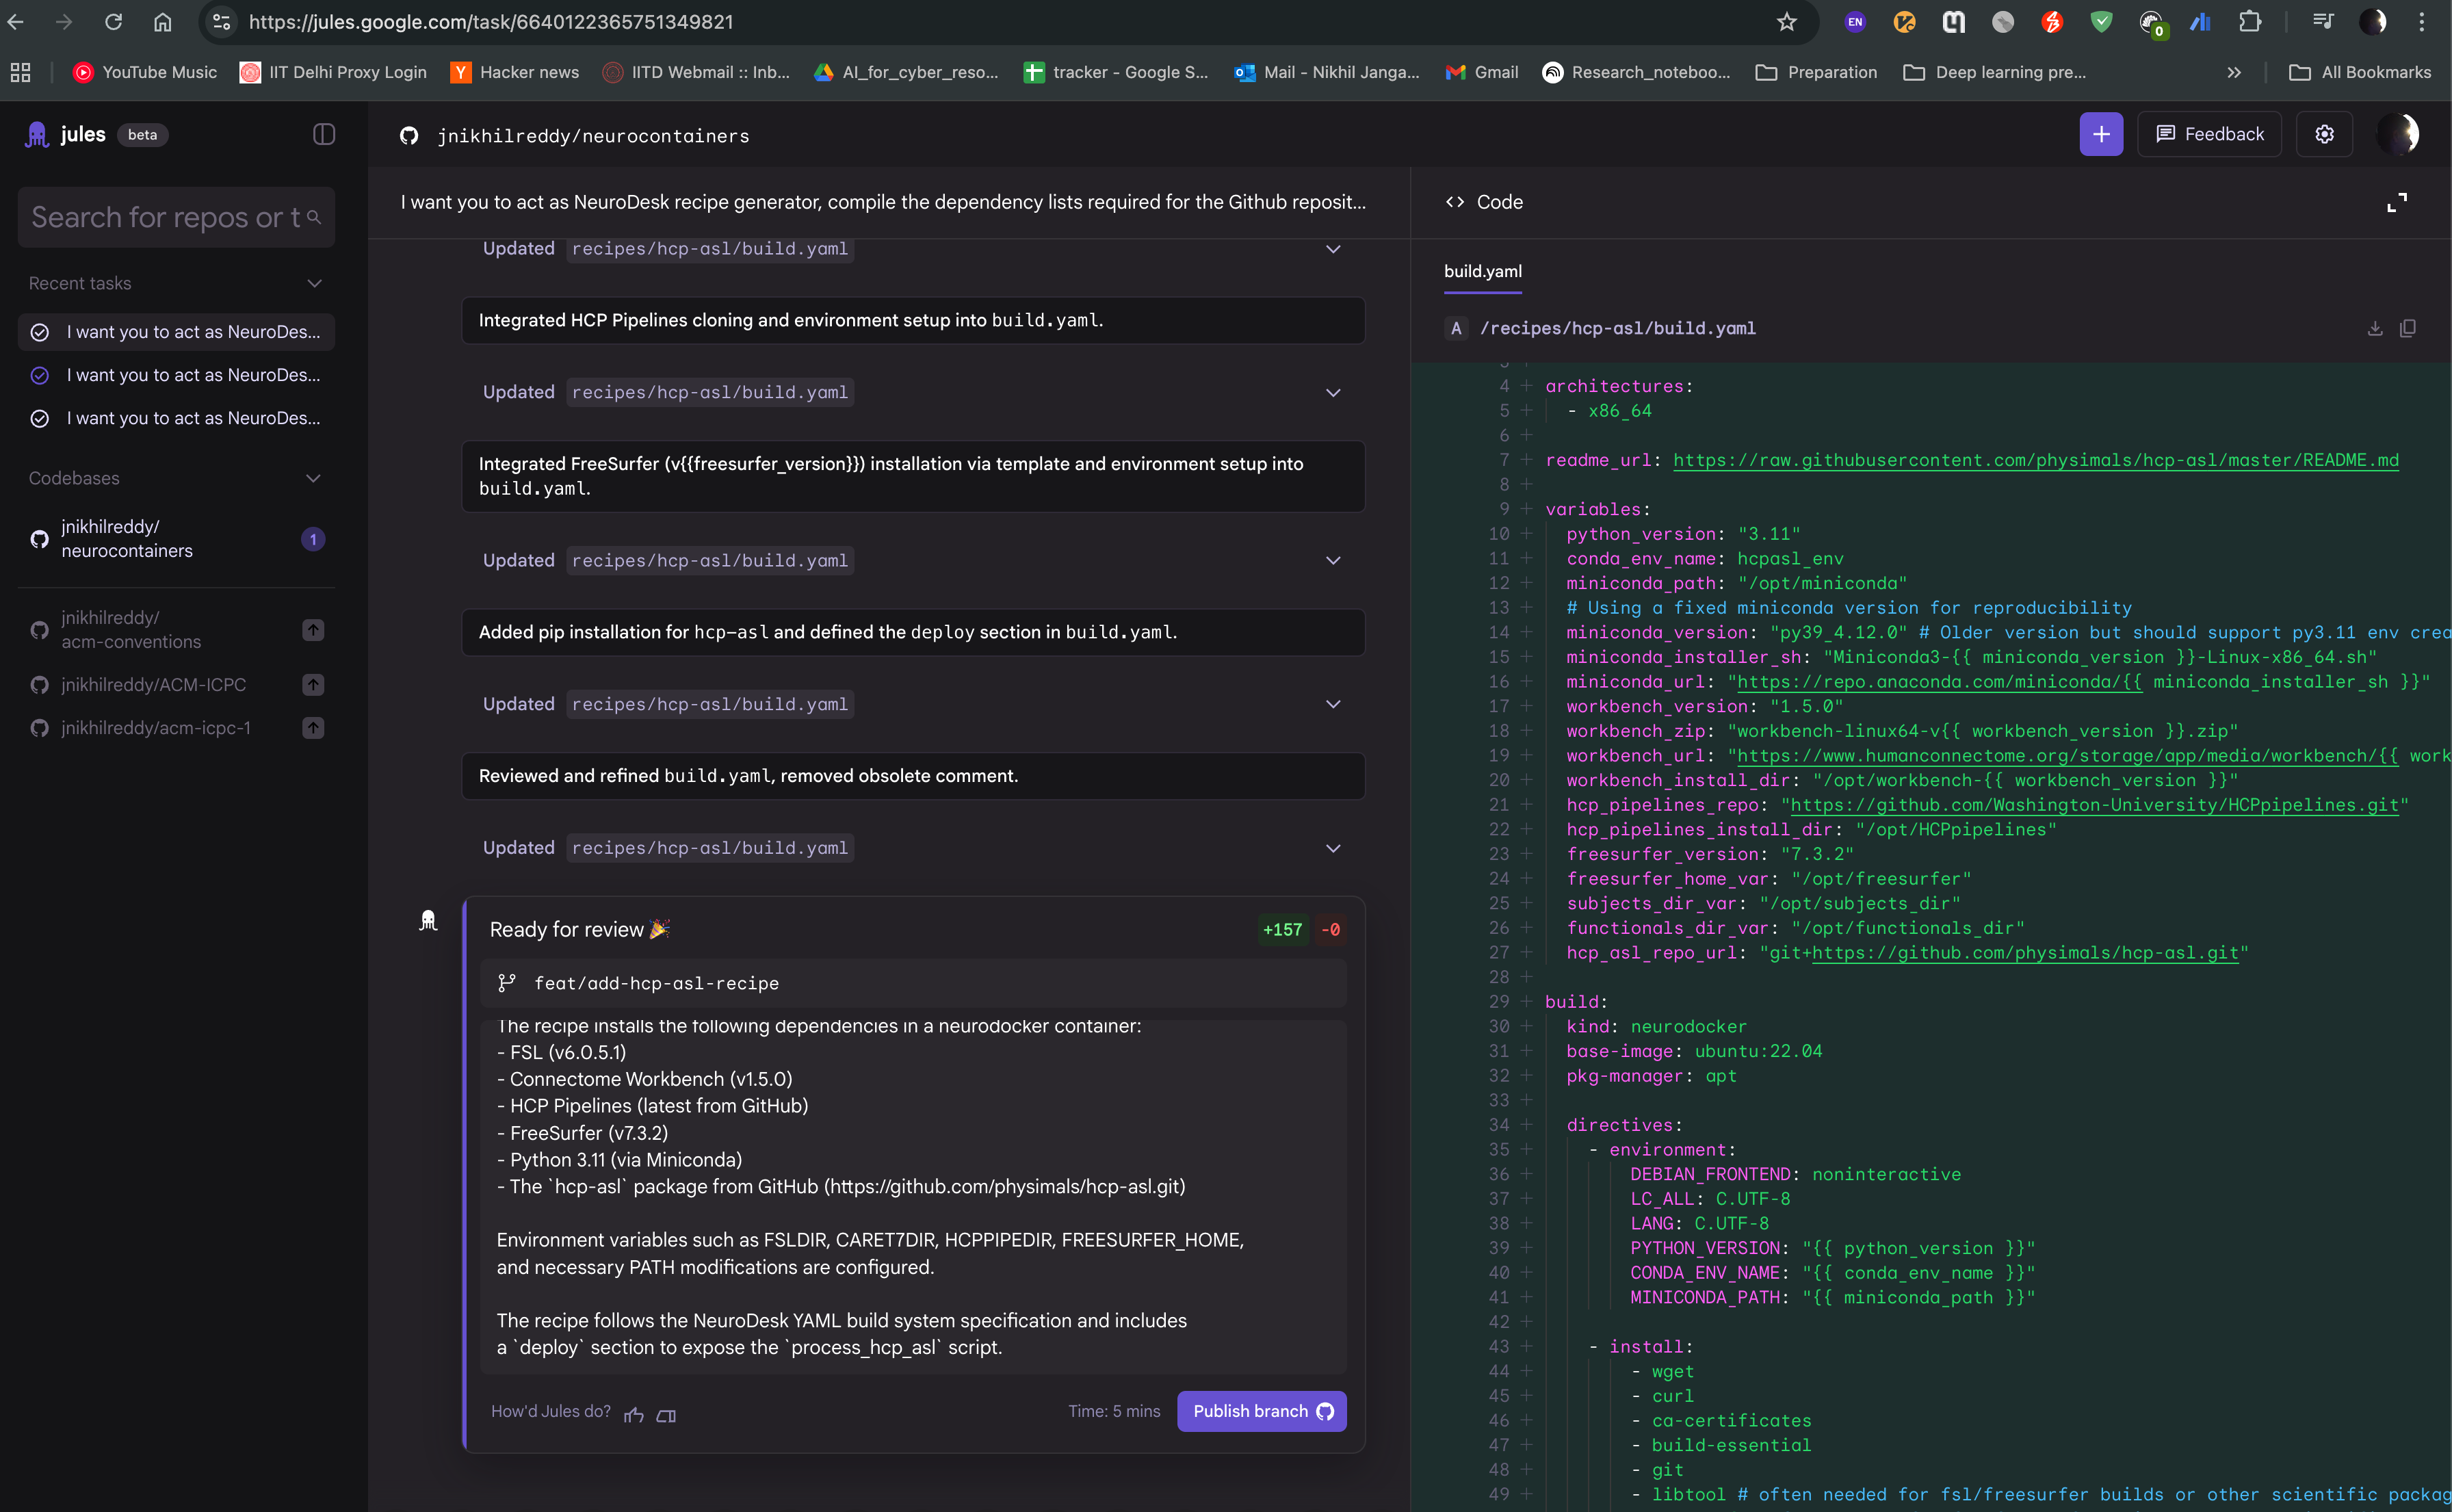 https://jules.google.com/task/6640122365751349821
EN
0
YouTube Music
IIT Delhi Proxy Login
Hacker news
IITD Webmail :: Inb...
AI_for_cyber_reso...
tracker - Google S...
Mail - Nikhil Janga...
Gmail
Research_noteboo...
Preparation
Deep learning pre...
All Bookmarks
jules beta
Search for repos or t
Recent tasks
I want you to act as NeuroDes...
I want you to act as NeuroDes...
I want you to act as NeuroDes...
Codebases
jnikhilreddy/
neurocontainers
1
jnikhilreddy/
acm-conventions
jnikhilreddy/ACM-ICPC
jnikhilreddy/acm-icpc-1
jnikhilreddy/neurocontainers
Feedback
I want you to act as NeuroDesk recipe generator, compile the dependency lists required for the Github reposit...
Updated recipes/hcp-asl/build.yaml
Integrated HCP Pipelines cloning and environment setup into build.yaml.
Updated recipes/hcp-asl/build.yaml
Integrated FreeSurfer (v{{freesurfer_version}}) installation via template and environment setup into
build.yaml.
Updated recipes/hcp-asl/build.yaml
Added pip installation for hcp-asl and defined the deploy section in build.yaml.
Updated recipes/hcp-asl/build.yaml
Reviewed and refined build.yaml, removed obsolete comment.
Updated recipes/hcp-asl/build.yaml
Ready for review 🎉
+157 -0
feat/add-hcp-asl-recipe
The recipe installs the following dependencies in a neurodocker container:
- FSL (v6.0.5.1)
- Connectome Workbench (v1.5.0)
- HCP Pipelines (latest from GitHub)
- FreeSurfer (v7.3.2)
- Python 3.11 (via Miniconda)
- The `hcp-asl` package from GitHub (https://github.com/physimals/hcp-asl.git)
Environment variables such as FSLDIR, CARET7DIR, HCPPIPEDIR, FREESURFER_HOME,
and necessary PATH modifications are configured.
The recipe follows the NeuroDesk YAML build system specification and includes
a `deploy` section to expose the `process_hcp_asl` script.
How'd Jules do?
Time: 5 mins
Publish branch
<> Code
build.yaml
A /recipes/hcp-asl/build.yaml
3 +
4 + architectures:
5 + - x86_64
6 +
7 + readme_url: https://raw.githubusercontent.com/physimals/hcp-asl/master/README.md
8 +
9 + variables:
10 + python_version: "3.11"
11 + conda_env_name: hcpasl_env
12 + miniconda_path: "/opt/miniconda"
13 + # Using a fixed miniconda version for reproducibility
14 + miniconda_version: "py39_4.12.0" # Older version but should support py3.11 env crea
15 + miniconda_installer_sh: "Miniconda3-{{ miniconda_version }}-Linux-x86_64.sh"
16 + miniconda_url: "https://repo.anaconda.com/miniconda/{{ miniconda_installer_sh }}"
17 + workbench_version: "1.5.0"
18 + workbench_zip: "workbench-linux64-v{{ workbench_version }}.zip"
19 + workbench_url: "https://www.humanconnectome.org/storage/app/media/workbench/{{ work
20 + workbench_install_dir: "/opt/workbench-{{ workbench_version }}"
21 + hcp_pipelines_repo: "https://github.com/Washington-University/HCPpipelines.git"
22 + hcp_pipelines_install_dir: "/opt/HCPpipelines"
23 + freesurfer_version: "7.3.2"
24 + freesurfer_home_var: "/opt/freesurfer"
25 + subjects_dir_var: "/opt/subjects_dir"
26 + functionals_dir_var: "/opt/functionals_dir"
27 + hcp_asl_repo_url: "git+https://github.com/physimals/hcp-asl.git"
28 +
29 + build:
30 + kind: neurodocker
31 + base-image: ubuntu:22.04
32 + pkg-manager: apt
33 +
34 + directives:
35 + - environment:
36 + DEBIAN_FRONTEND: noninteractive
37 + LC_ALL: C.UTF-8
38 + LANG: C.UTF-8
39 + PYTHON_VERSION: "{{ python_version }}"
40 + CONDA_ENV_NAME: "{{ conda_env_name }}"
41 + MINICONDA_PATH: "{{ miniconda_path }}"
42 +
43 + - install:
44 + - wget
45 + - curl
46 + - ca-certificates
47 + - build-essential
48 + - git
49 + - libtool # often needed for fsl/freesurfer builds or other scientific packag